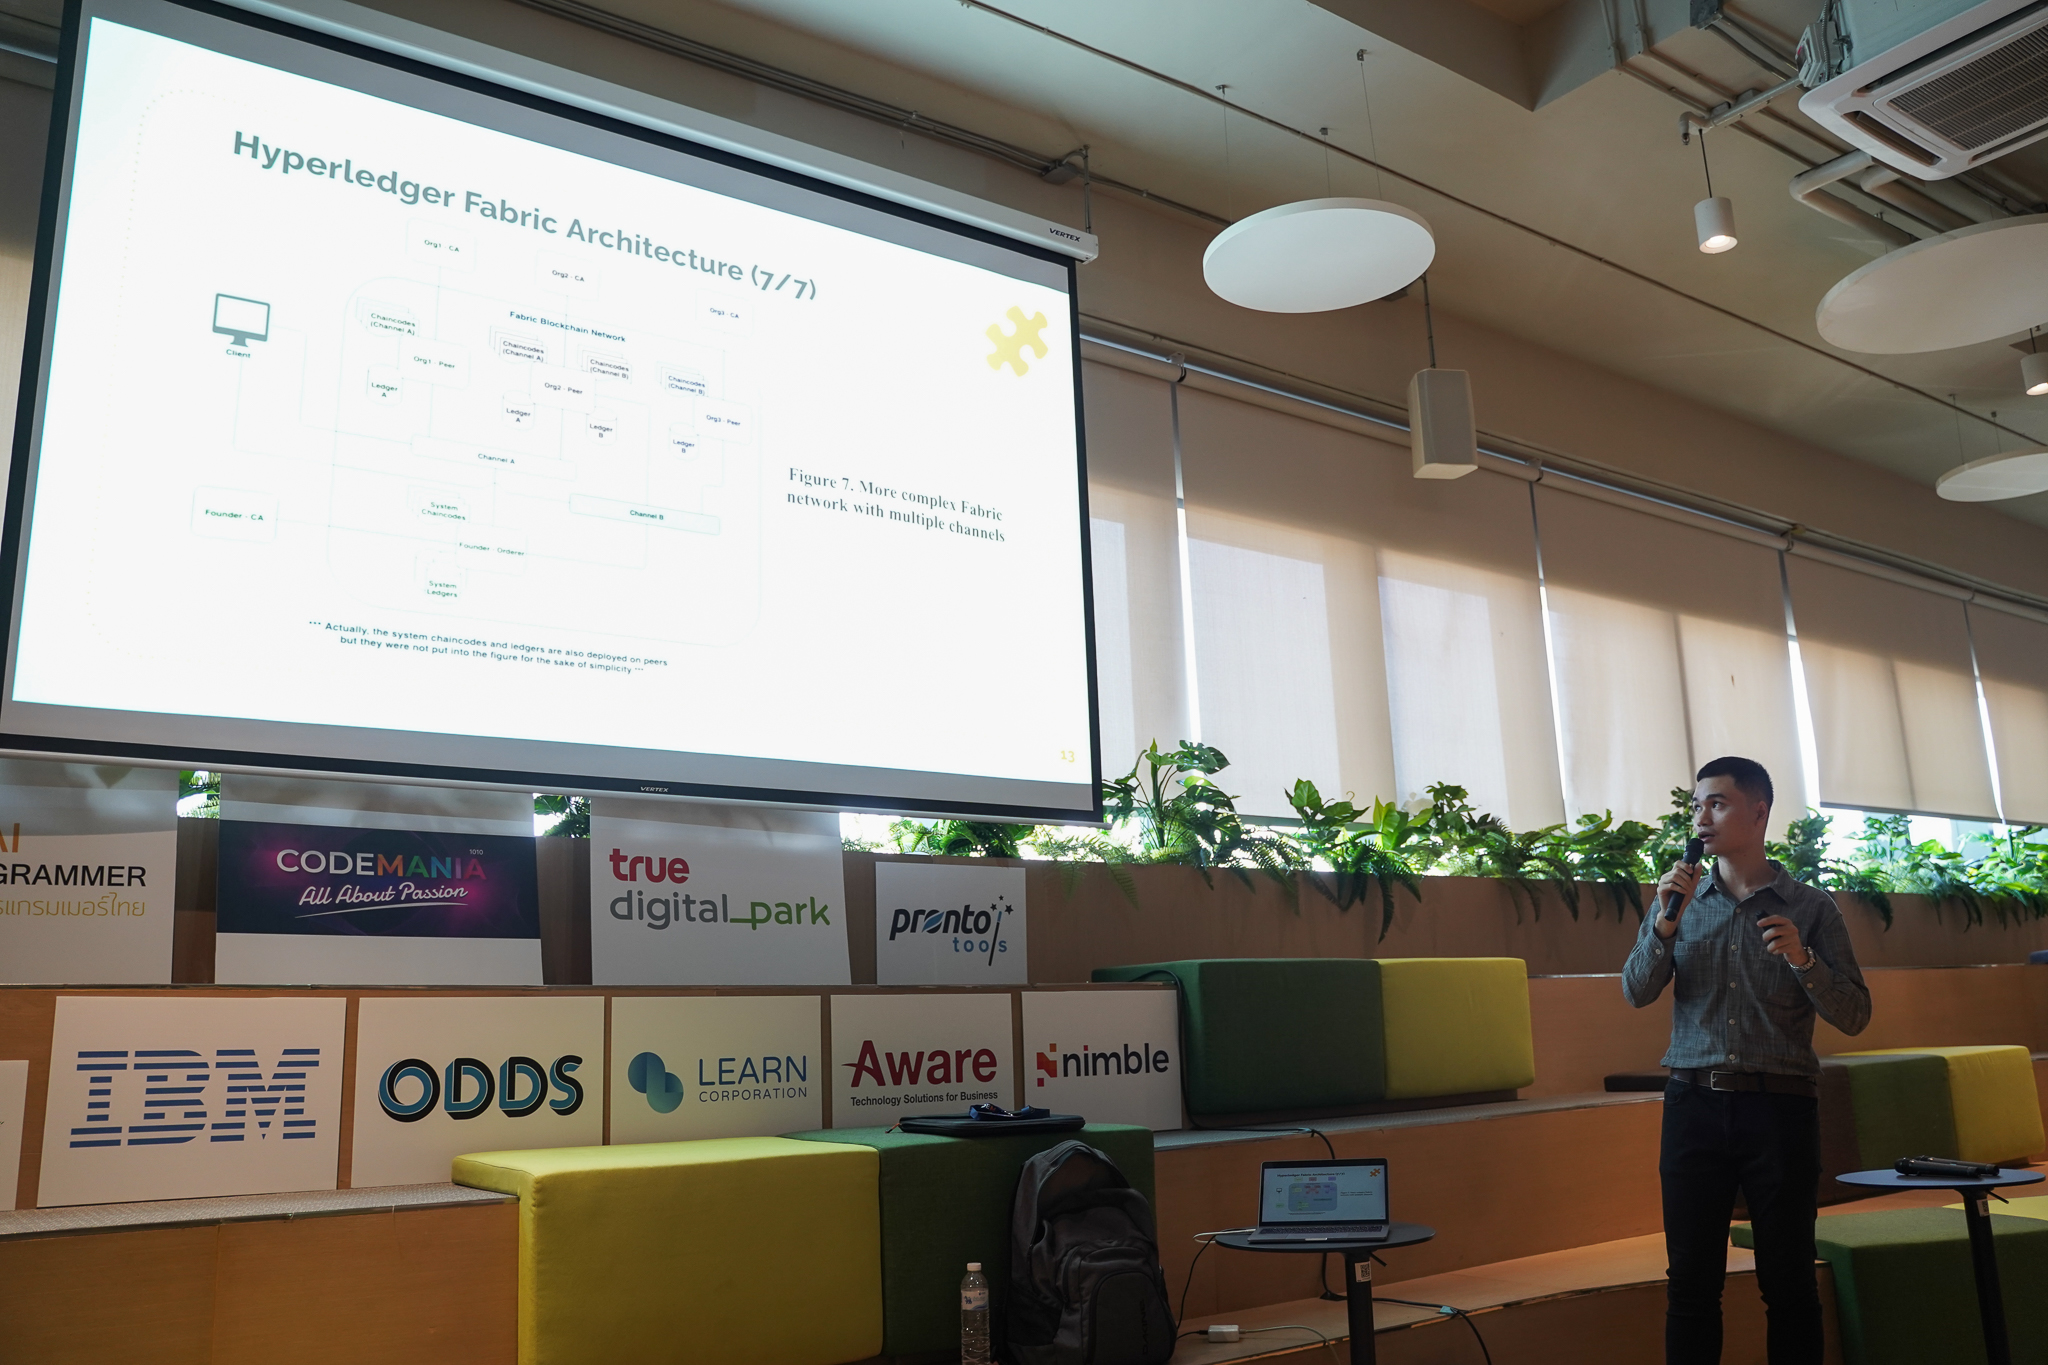 Hyperledger Fabric Architecture (7/7)
Org1 - CA
Org2 - CA
Org3 - CA
Fabric Blockchain Network
Client
Chaincodes
(Channel A)
Chaincodes
(Channel A)
Chaincodes
(Channel B)
Chaincodes
(Channel B)
Org1 - Peer
Org2 - Peer
Org3 - Peer
Ledger
A
Ledger
A
Ledger
B
Ledger
B
Channel A
Channel B
System
Chaincodes
Founder - CA
Founder - Orderer
System
Ledgers
Figure 7. More complex Fabric
network with multiple channels
*** Actually, the system chaincodes and ledgers are also deployed on peers
but they were not put into the figure for the sake of simplicity ***
13
VERTEX
VERTEX
AI
GRAMMER
รแกรมเมอร์ไทย
CODEMANIA
1010
All About Passion
true
digital_park
pronto
tools
IBM
ODDS
LEARN
CORPORATION
Aware
Technology Solutions for Business
nimble